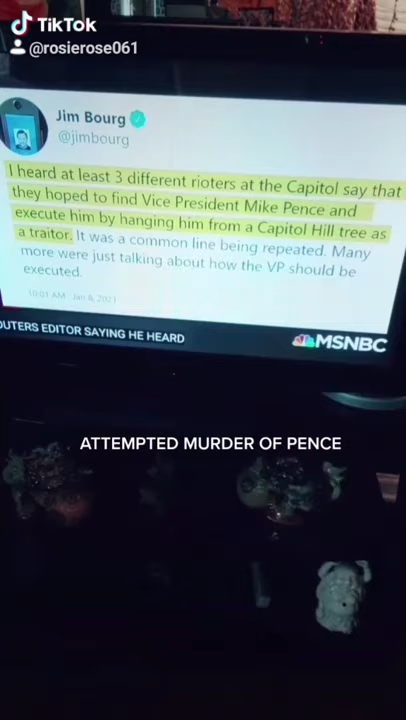 TikTok
@rosierose061
Jim Bourg
@jimbourg
I heard at least 3 different rioters at the Capitol say that
they hoped to find Vice President Mike Pence and
execute him by hanging him from a Capitol Hill tree as
a traitor. It was a common line being repeated. Many
more were just talking about how the VP should be
executed.
10:01 AM · Jan 8, 2021
OUTERS EDITOR SAYING HE HEARD
MSNBC
ATTEMPTED MURDER OF PENCE